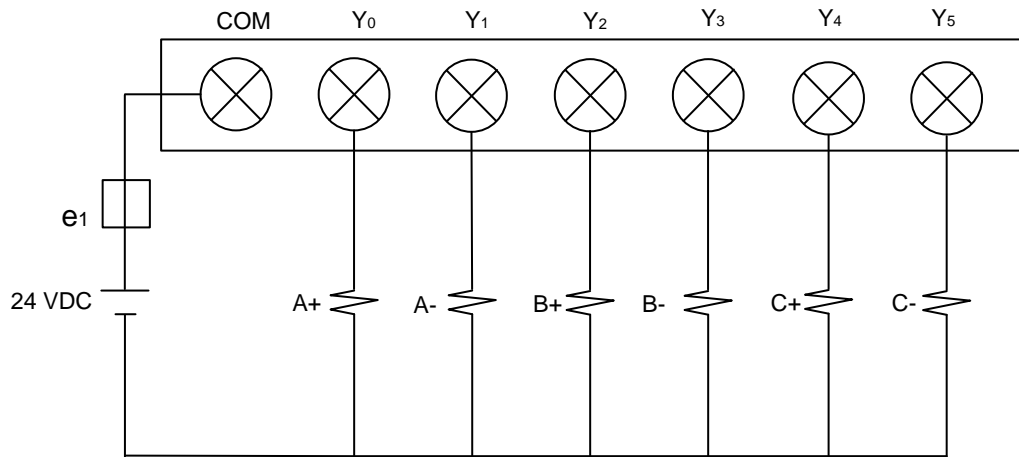 COM Y0 Y1 Y2 Y3 Y4 Y5
e1
24 VDC
A+ A- B+ B- C+ C-